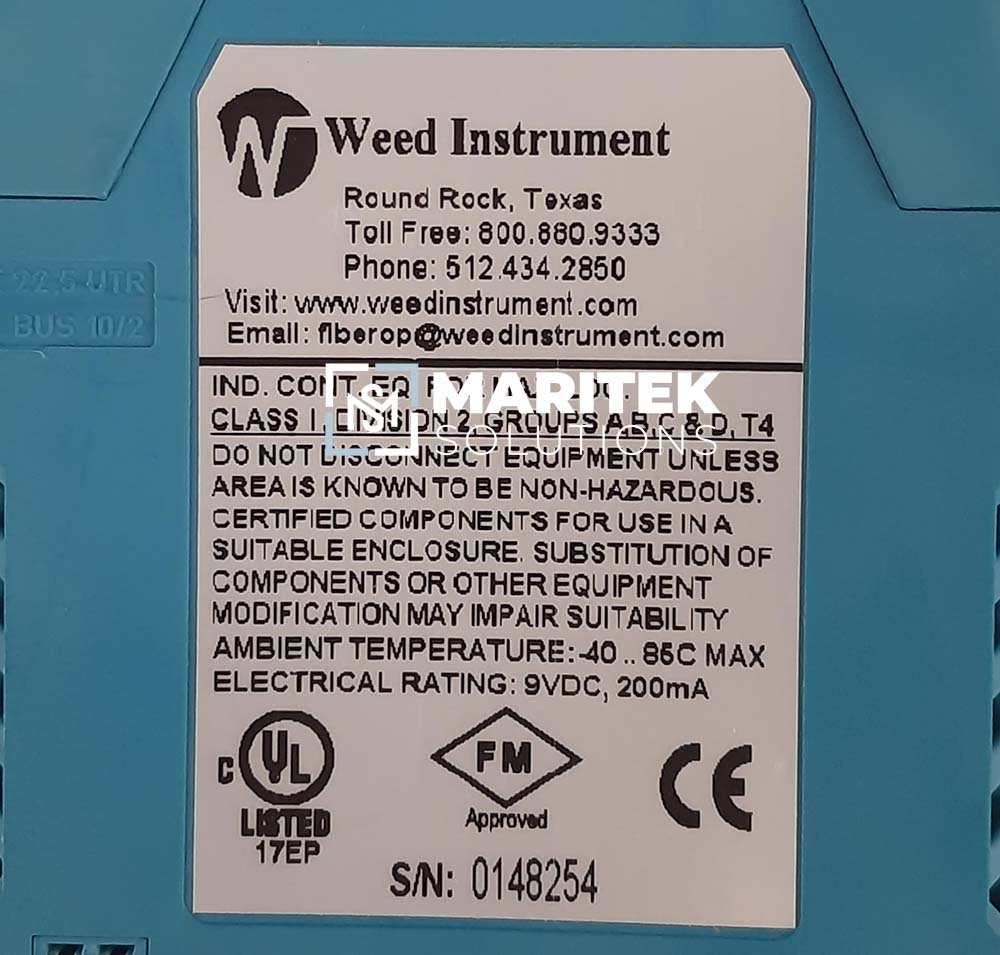 Weed Instrument
Round Rock, Texas
Toll Free: 800.880.9333
Phone: 512.434.2850
Visit: www.weedinstrument.com
Email: fiberop@weedinstrument.com
22,5-UTR
BUS 10/2
IND. CONT. EQ. FOR HAZ. LOC.
MARITEK
SOLUTIONS
CLASS I, DIVISION 2, GROUPS A,B,C & D, T4
DO NOT DISCONNECT EQUIPMENT UNLESS
AREA IS KNOWN TO BE NON-HAZARDOUS.
CERTIFIED COMPONENTS FOR USE IN A
SUITABLE ENCLOSURE. SUBSTITUTION OF
COMPONENTS OR OTHER EQUIPMENT
MODIFICATION MAY IMPAIR SUITABILITY
AMBIENT TEMPERATURE: -40 .. 85C MAX
ELECTRICAL RATING: 9VDC, 200mA
C UL
LISTED
17EP
FM
Approved
CE
S/N: 0148254